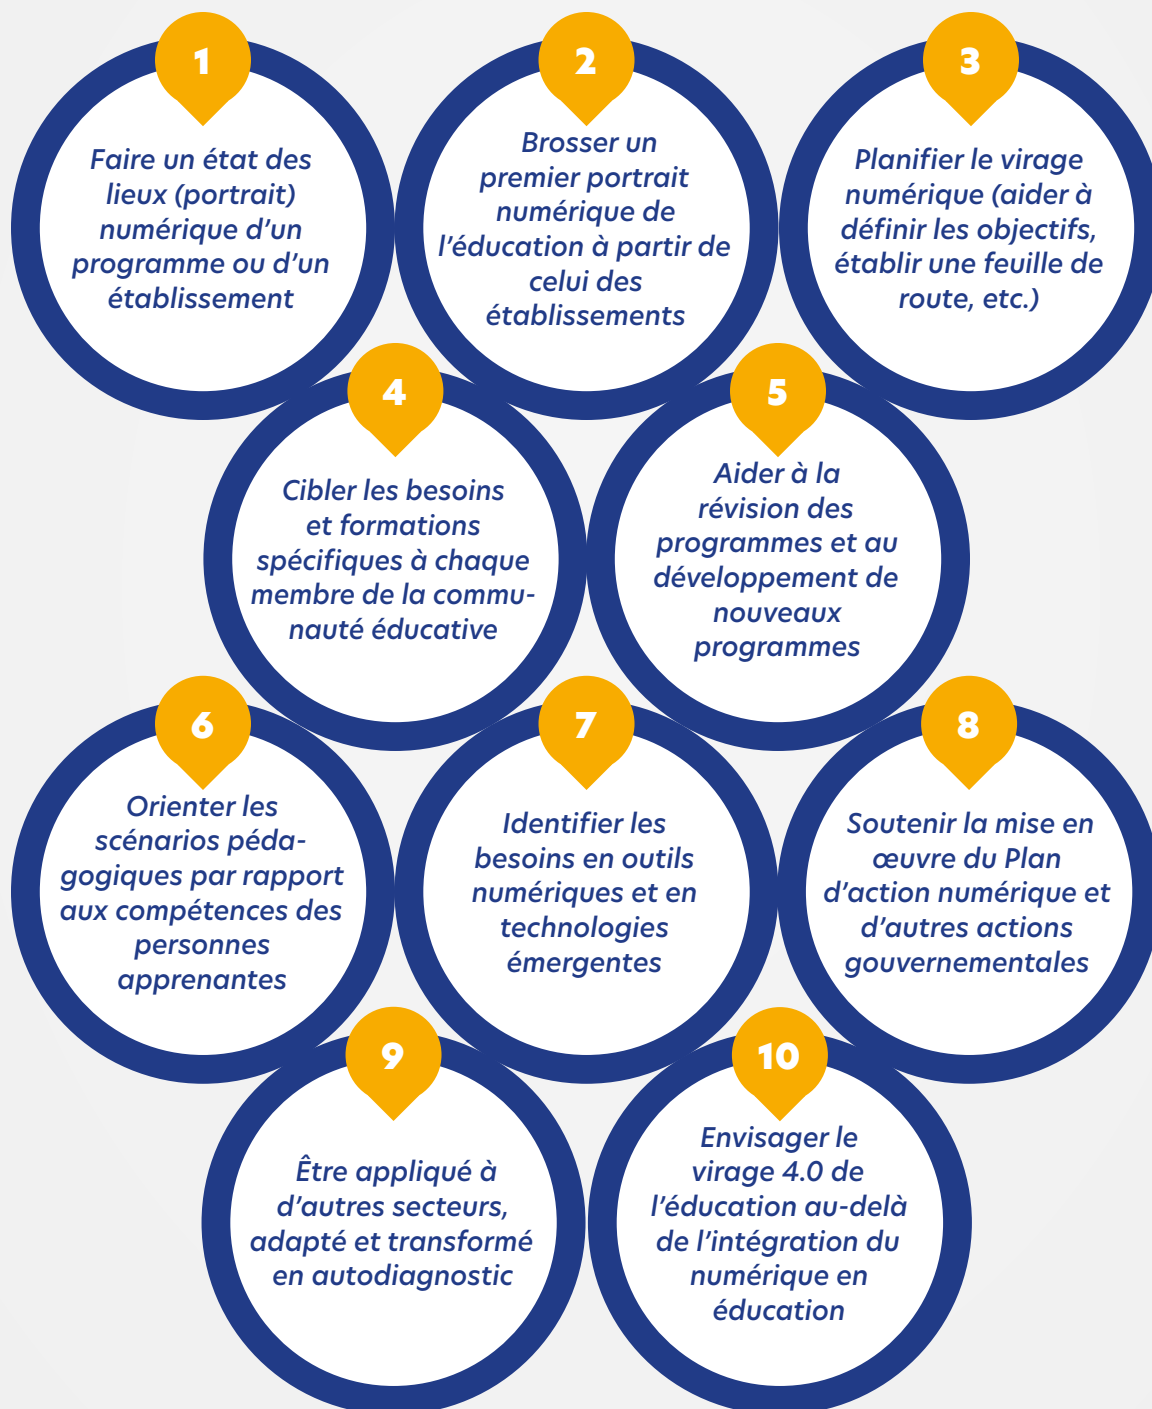 1
Faire un état des
lieux (portrait)
numérique d'un
programme ou d'un
établissement
2
Brosser un
premier portrait
numérique de
l'éducation à partir de
celui des
établissements
3
Planifier le virage
numérique (aider à
définir les objectifs,
établir une feuille de
route, etc.)
4
Cibler les besoins
et formations
spécifiques à chaque
membre de la commu-
nauté éducative
5
Aider à la
révision des
programmes et au
développement de
nouveaux
programmes
6
Orienter les
scénarios péda-
gogiques par rapport
aux compétences des
personnes
apprenantes
7
Identifier les
besoins en outils
numériques et en
technologies
émergentes
8
Soutenir la mise en
œuvre du Plan
d'action numérique et
d'autres actions
gouvernementales
9
Être appliqué à
d'autres secteurs,
adapté et transformé
en autodiagnostic
10
Envisager le
virage 4.0 de
l'éducation au-delà
de l'intégration du
numérique en
éducation